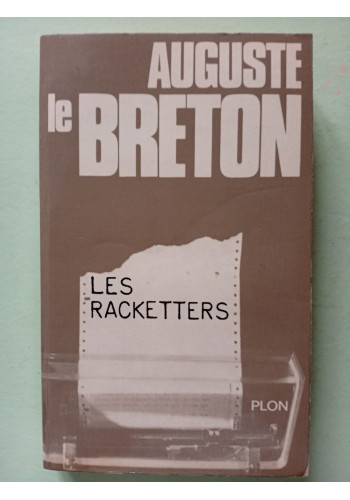 AUGUSTE
le BRETON
LES
RACKETTERS
PLON